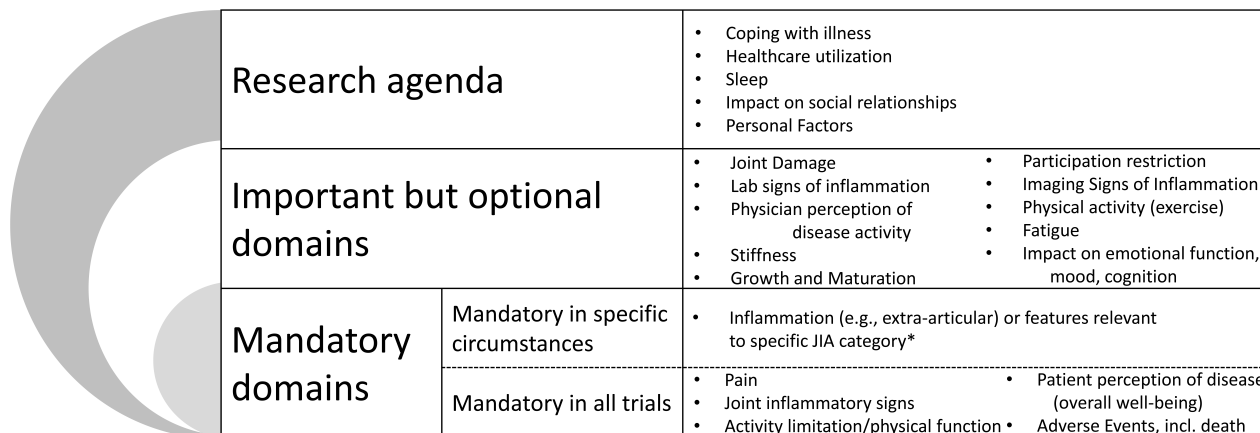 Research agenda
• Coping with illness
• Healthcare utilization
• Sleep
• Impact on social relationships
• Personal Factors
Important but optional
domains
• Joint Damage
• Lab signs of inflammation
• Physician perception of
disease activity
• Stiffness
• Growth and Maturation
• Participation restriction
• Imaging Signs of Inflammation
• Physical activity (exercise)
• Fatigue
• Impact on emotional function,
mood, cognition
Mandatory
domains
Mandatory in specific
circumstances
• Inflammation (e.g., extra-articular) or features relevant
to specific JIA category*
Mandatory in all trials
• Pain
• Joint inflammatory signs
• Activity limitation/physical function
• Patient perception of disease
(overall well-being)
• Adverse Events, incl. death